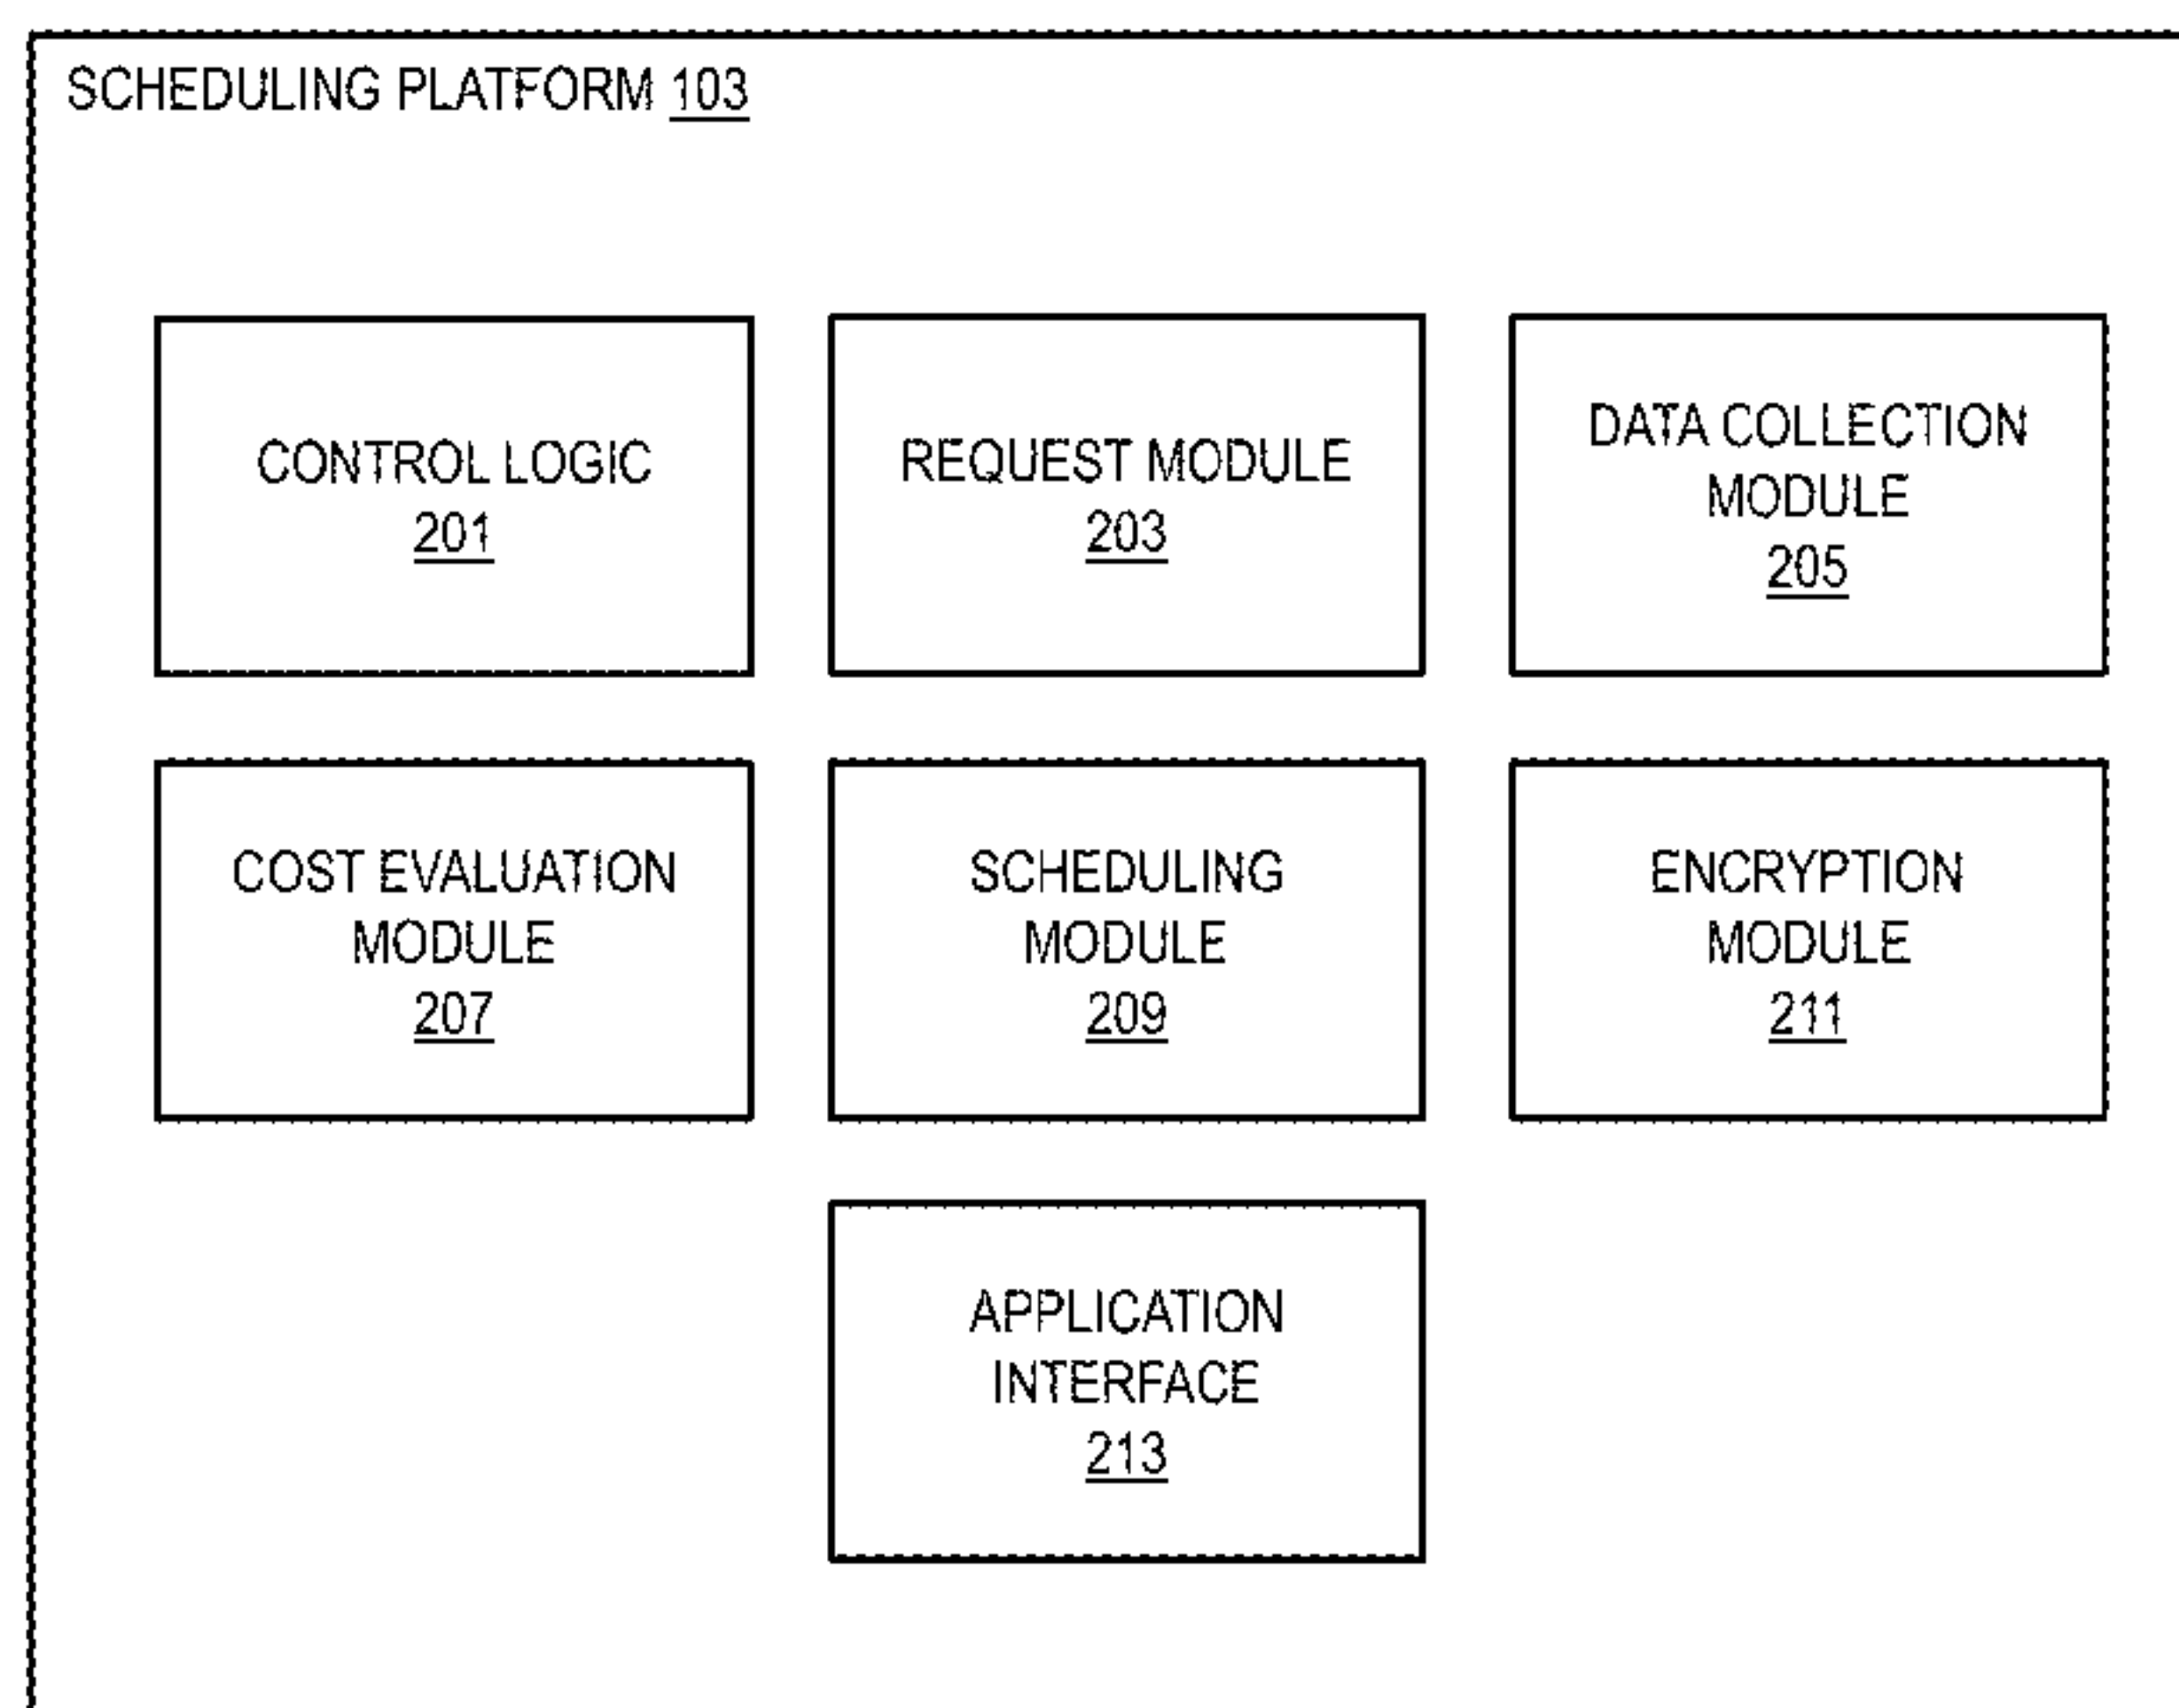 SCHEDULING PLATFORM 103
CONTROL LOGIC
201
REQUEST MODULE
203
DATA COLLECTION
MODULE
205
COST EVALUATION
MODULE
207
SCHEDULING
MODULE
209
ENCRYPTION
MODULE
211
APPLICATION
INTERFACE
213